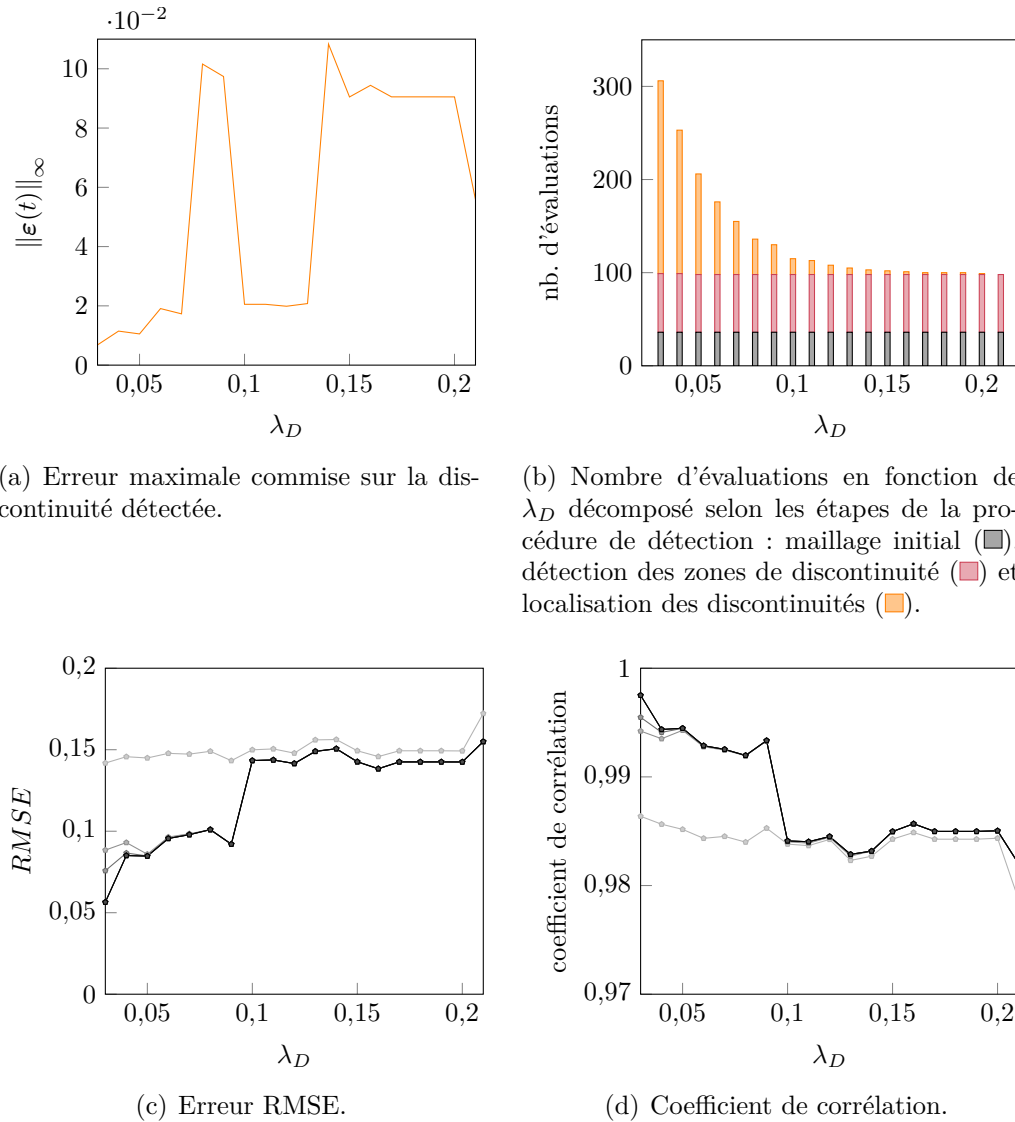 ·10⁻²
10
8
6
4
2
0
‖ε(t)‖∞
0,05 0,1 0,15 0,2
λ_D
300
200
100
0
nb. d'évaluations
0,05 0,1 0,15 0,2
λ_D
(a) Erreur maximale commise sur la dis-
continuité détectée.
(b) Nombre d'évaluations en fonction de
λ_D décomposé selon les étapes de la pro-
cédure de détection : maillage initial (■),
détection des zones de discontinuité (■) et
localisation des discontinuités (■).
0,2
0,15
0,1
0,05
0
RMSE
0,05 0,1 0,15 0,2
λ_D
1
0,99
0,98
0,97
coefficient de corrélation
0,05 0,1 0,15 0,2
λ_D
(c) Erreur RMSE.
(d) Coefficient de corrélation.